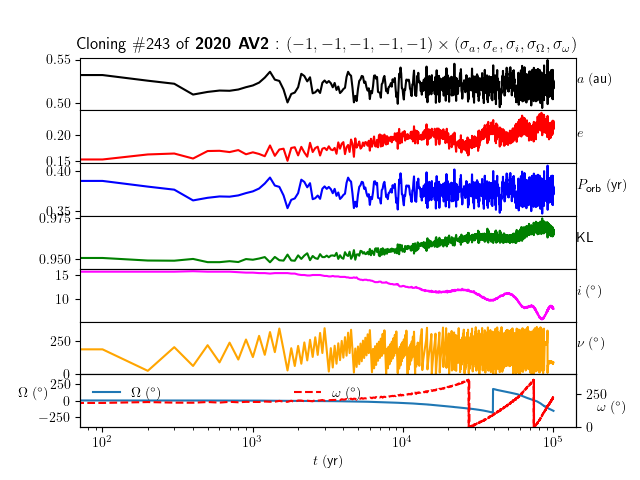 Cloning #243 of 2020 AV2 : (−1, −1, −1, −1, −1) × (σa, σe, σi, σΩ, σω)
0.55
0.50
a (au)
0.20
0.15
e
0.40
0.35
Porb (yr)
0.975
0.950
KL
15
10
i (°)
250
0
ν (°)
250
0
−250
Ω (°)
Ω (°)
ω (°)
250
0
ω (°)
10² 10³ 10⁴ 10⁵
t (yr)